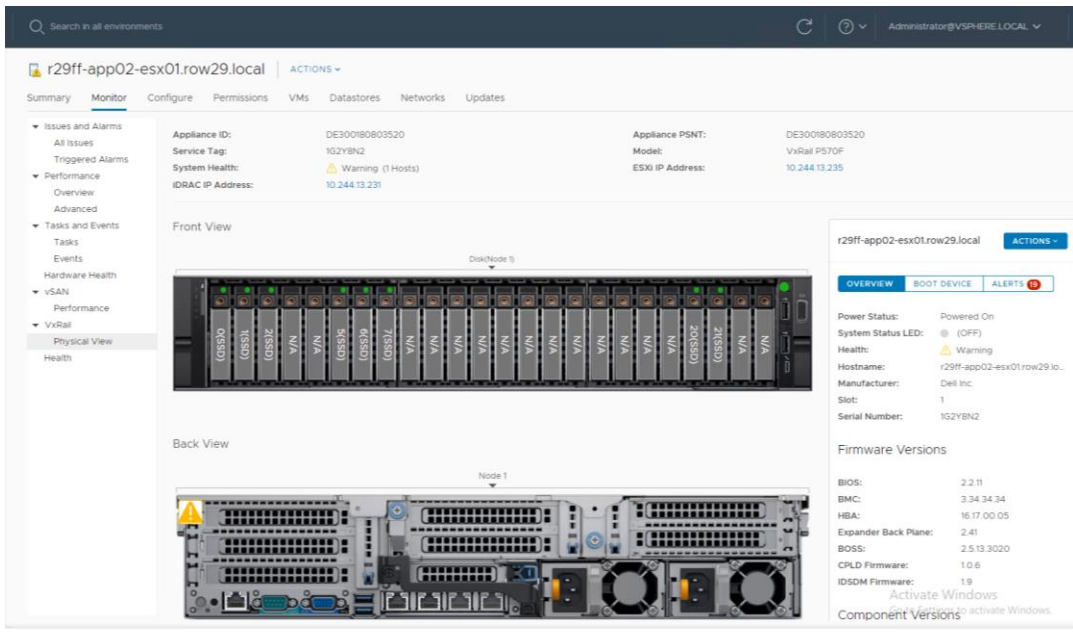 Search in all environments
Administrator@VSPHERE.LOCAL
r29ff-app02-esx01.row29.local ACTIONS
Summary Monitor Configure Permissions VMs Datastores Networks Updates
Issues and Alarms
All Issues
Triggered Alarms
Performance
Overview
Advanced
Tasks and Events
Tasks
Events
Hardware Health
vSAN
Performance
VxRail
Physical View
Health
Appliance ID: DE300180803520
Service Tag: 1G2Y8N2
System Health: Warning (1 Hosts)
iDRAC IP Address: 10.244.13.231
Appliance PSNT: DE300180803520
Model: VxRail P570F
ESXi IP Address: 10.244.13.235
Front View
Disk(Node 1)
0(SSD) 1(SSD) 2(SSD) N/A N/A 5(SSD) 6(SSD) 7(SSD) N/A N/A N/A N/A N/A N/A N/A N/A N/A N/A N/A N/A 20(SSD) 21(SSD) N/A N/A
Back View
Node 1
r29ff-app02-esx01.row29.local ACTIONS
OVERVIEW BOOT DEVICE ALERTS 19
Power Status: Powered On
System Status LED: (OFF)
Health: Warning
Hostname: r29ff-app02-esx01.row29.lo...
Manufacturer: Dell Inc.
Slot: 1
Serial Number: 1G2Y8N2
Firmware Versions
BIOS: 2.2.11
BMC: 3.34.34.34
HBA: 16.17.00.05
Expander Back Plane: 2.41
BOSS: 2.5.13.3020
CPLD Firmware: 1.0.6
IDSDM Firmware: 1.9
Activate Windows
Go to Settings to activate Windows.
Component Versions